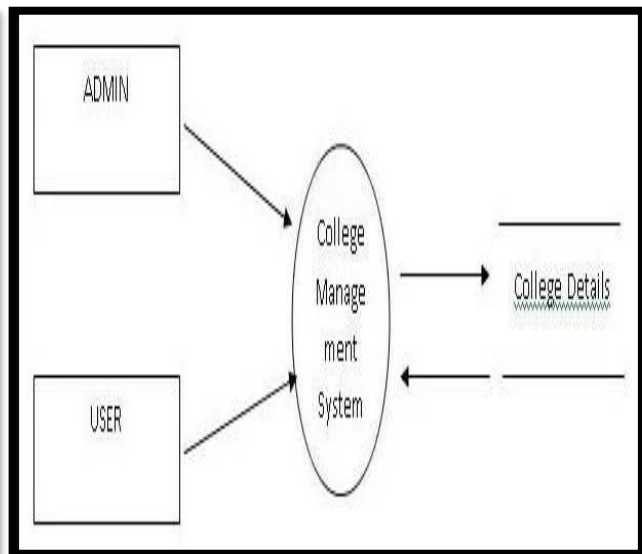 ADMIN
College
Manage
ment
System
College Details
USER